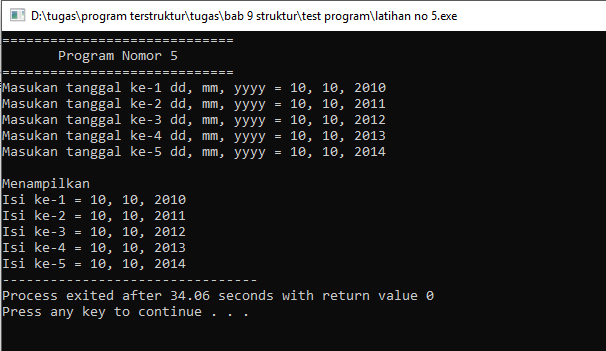 D:\tugas\program terstruktur\tugas\bab 9 struktur\test program\latihan no 5.exe
=============================
Program Nomor 5
=============================
Masukan tanggal ke-1 dd, mm, yyyy = 10, 10, 2010
Masukan tanggal ke-2 dd, mm, yyyy = 10, 10, 2011
Masukan tanggal ke-3 dd, mm, yyyy = 10, 10, 2012
Masukan tanggal ke-4 dd, mm, yyyy = 10, 10, 2013
Masukan tanggal ke-5 dd, mm, yyyy = 10, 10, 2014
Menampilkan
Isi ke-1 = 10, 10, 2010
Isi ke-2 = 10, 10, 2011
Isi ke-3 = 10, 10, 2012
Isi ke-4 = 10, 10, 2013
Isi ke-5 = 10, 10, 2014
--------------------------------
Process exited after 34.06 seconds with return value 0
Press any key to continue . . .